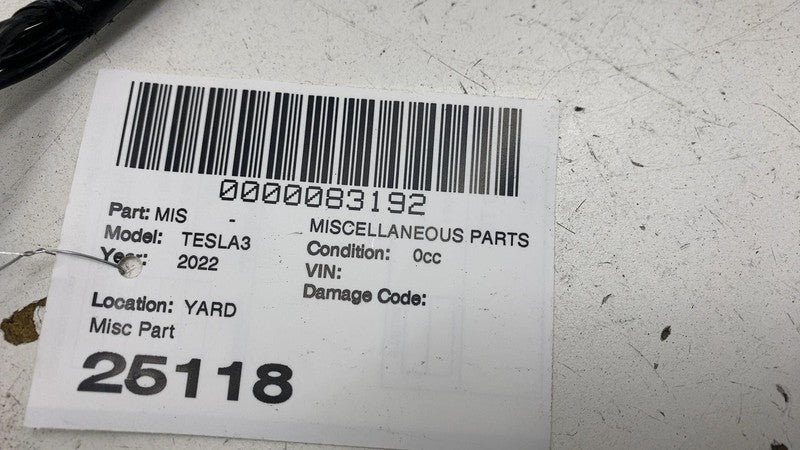 0000083192
Part: MIS - MISCELLANEOUS PARTS
Model: TESLA3 Condition: 0cc
Year: 2022 VIN:
Damage Code:
Location: YARD
Misc Part
25118